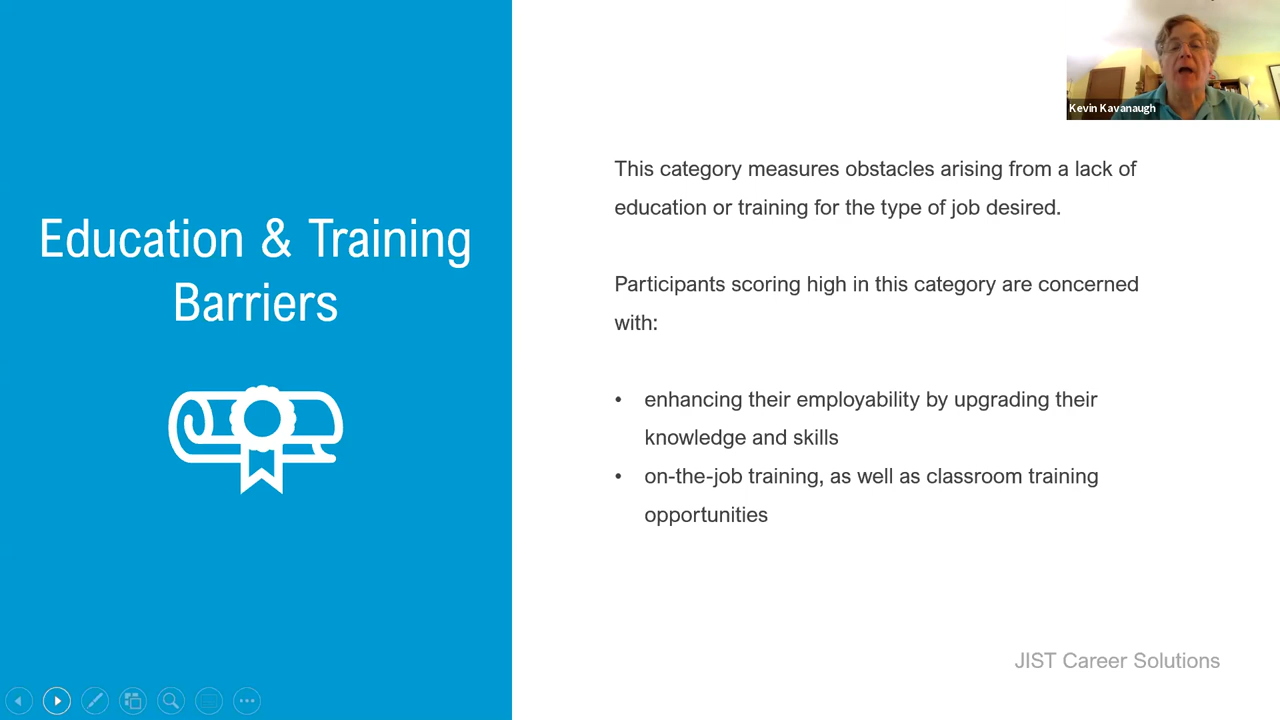 Education & Training
Barriers
Kevin Kavanaugh
This category measures obstacles arising from a lack of
education or training for the type of job desired.
Participants scoring high in this category are concerned
with:
• enhancing their employability by upgrading their
knowledge and skills
• on-the-job training, as well as classroom training
opportunities
JIST Career Solutions